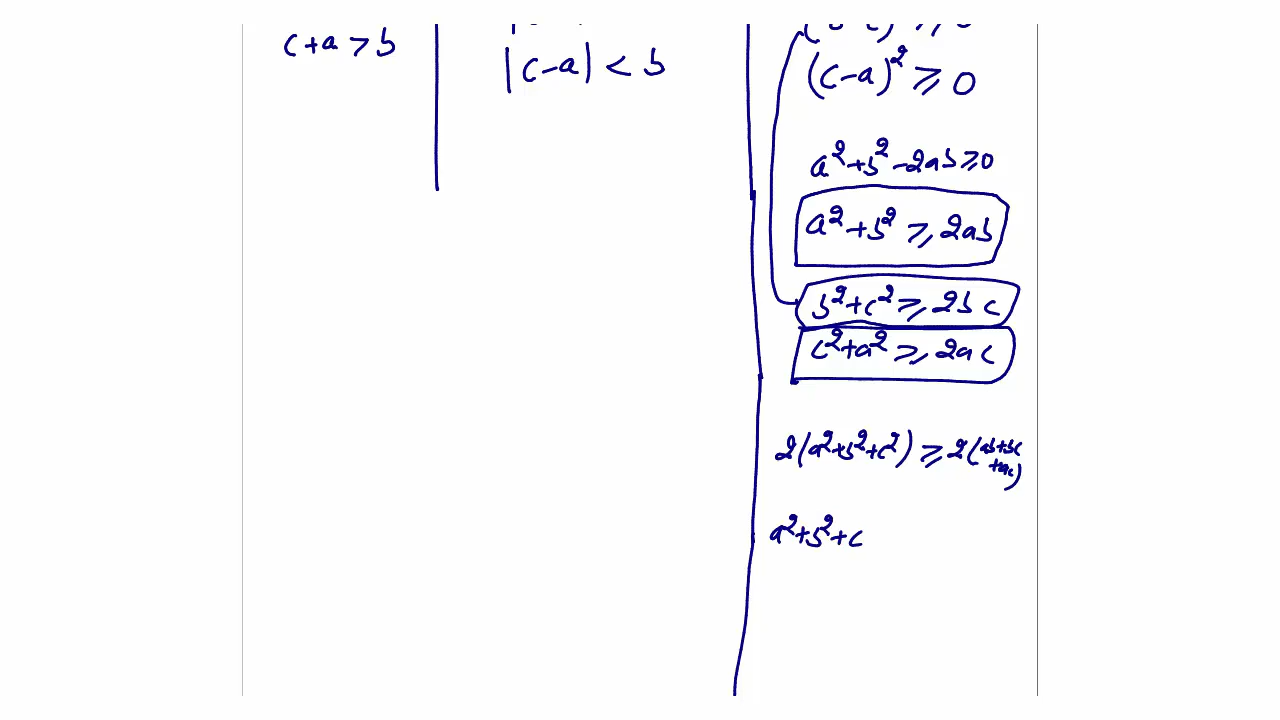 c+a>b
|c-a| < b
(c-a)² ≥ 0
a²+b²-2ab≥0
a²+b² ≥ 2ab
b²+c² ≥ 2bc
c²+a² ≥ 2ac
2(a²+b²+c²) ≥ 2(ab+bc
+ac)
a²+b²+c